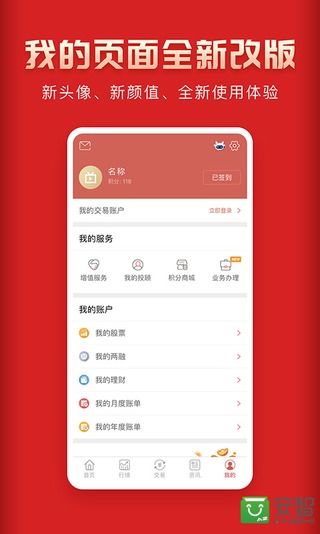 我的页面全新改版
新头像、新颜值、全新使用体验
名称
积分: 118
已签到
我的交易账户
立即登录
我的服务
NEW
增值服务
我的投顾
积分商城
业务办理
我的账户
我的股票
我的两融
我的理财
我的月度账单
我的年度账单
首页
行情
交易
资讯
我的
安智